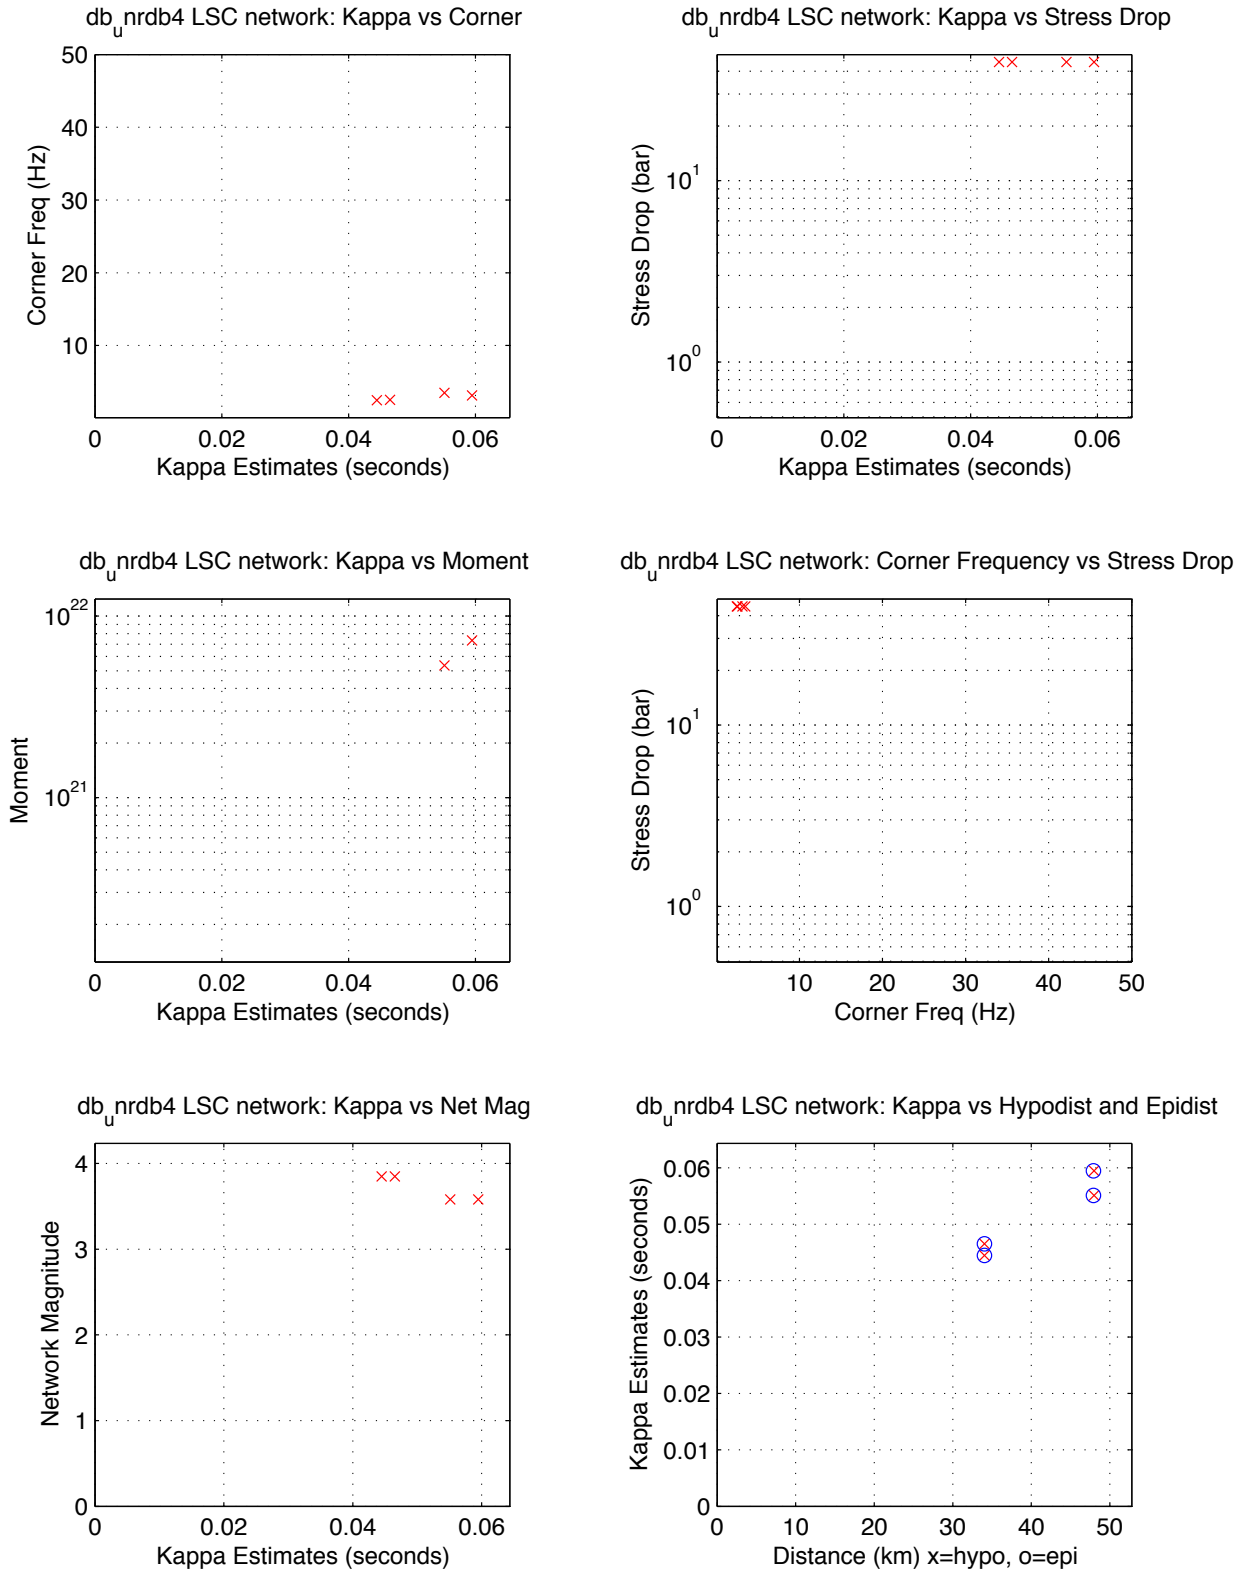 db_unrdb4 LSC network: Kappa vs Corner
50
40
30
20
10
Corner Freq (Hz)
0 0.02 0.04 0.06
Kappa Estimates (seconds)
db_unrdb4 LSC network: Kappa vs Stress Drop
10^1
10^0
Stress Drop (bar)
0 0.02 0.04 0.06
Kappa Estimates (seconds)
db_unrdb4 LSC network: Kappa vs Moment
10^22
10^21
Moment
0 0.02 0.04 0.06
Kappa Estimates (seconds)
db_unrdb4 LSC network: Corner Frequency vs Stress Drop
10^1
10^0
Stress Drop (bar)
10 20 30 40 50
Corner Freq (Hz)
db_unrdb4 LSC network: Kappa vs Net Mag
4
3
2
1
0
Network Magnitude
0 0.02 0.04 0.06
Kappa Estimates (seconds)
db_unrdb4 LSC network: Kappa vs Hypodist and Epidist
0.06
0.05
0.04
0.03
0.02
0.01
0
Kappa Estimates (seconds)
0 10 20 30 40 50
Distance (km) x=hypo, o=epi